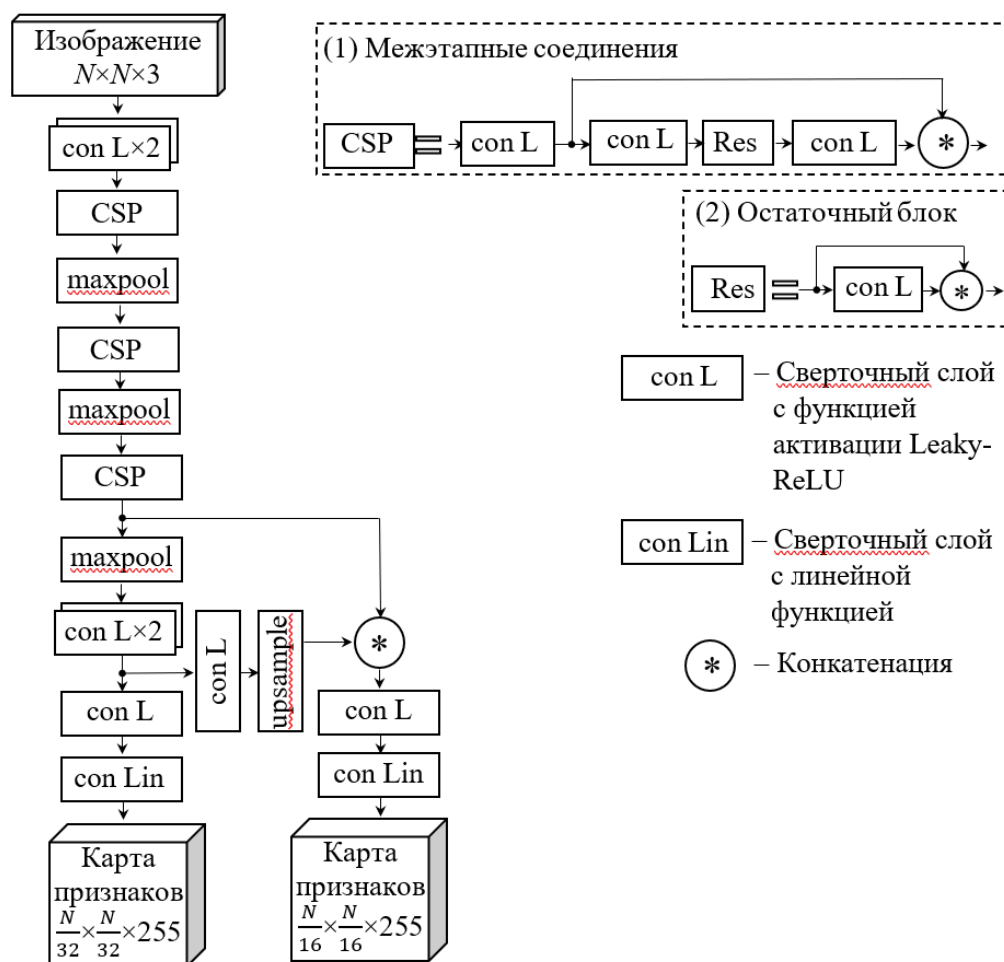 Изображение
N×N×3
con L×2
CSP
maxpool
CSP
maxpool
CSP
maxpool
con L×2
con L
upsample
*
con L
con Lin
con L
con Lin
Карта
признаков
N/32×N/32×255
Карта
признаков
N/16×N/16×255
(1) Межэтапные соединения
CSP = con L con L Res con L *
(2) Остаточный блок
Res = con L *
con L – Сверточный слой
с функцией
активации Leaky-
ReLU
con Lin – Сверточный слой
с линейной
функцией
* – Конкатенация